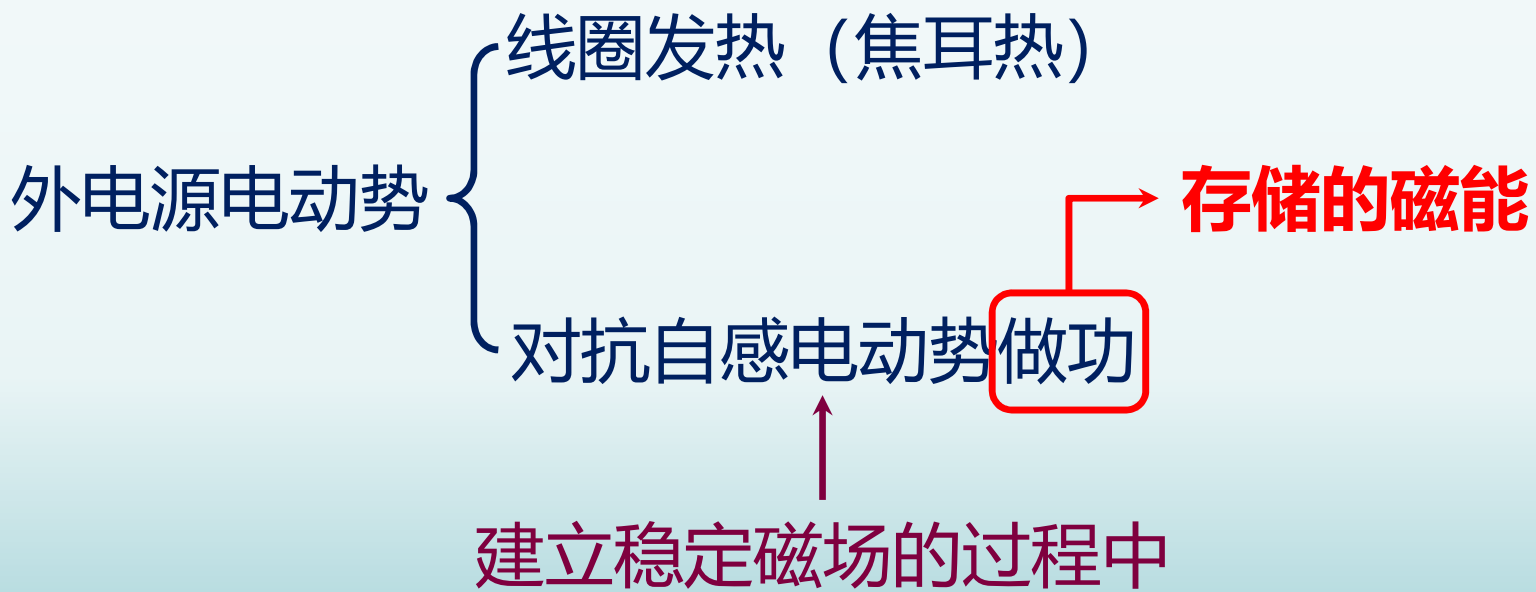 线圈发热（焦耳热）
外电源电动势
存储的磁能
对抗自感电动势做功
建立稳定磁场的过程中